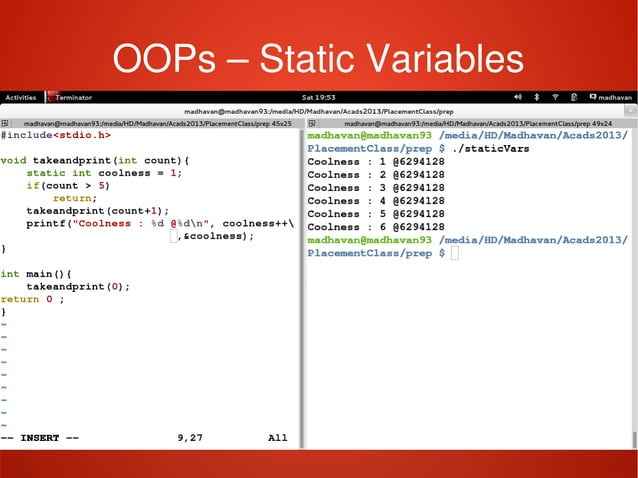 OOPs – Static Variables
Activities Terminator Sat 19:53 madhavan
madhavan@madhavan93:/media/HD/Madhavan/Acads2013/PlacementClass/prep
madhavan@madhavan93:/media/HD/Madhavan/Acads2013/PlacementClass/prep 45x25
#include<stdio.h>
void takeandprint(int count){
static int coolness = 1;
if(count > 5)
return;
takeandprint(count+1);
printf("Coolness : %d @%d\n", coolness++\
,&coolness);
}
int main(){
takeandprint(0);
return 0 ;
}
~
~
~
~
~
~
~
~
~
-- INSERT -- 9,27 All
madhavan@madhavan93:/media/HD/Madhavan/Acads2013/PlacementClass/prep 49x24
madhavan@madhavan93 /media/HD/Madhavan/Acads2013/
PlacementClass/prep $ ./staticVars
Coolness : 1 @6294128
Coolness : 2 @6294128
Coolness : 3 @6294128
Coolness : 4 @6294128
Coolness : 5 @6294128
Coolness : 6 @6294128
madhavan@madhavan93 /media/HD/Madhavan/Acads2013/
PlacementClass/prep $